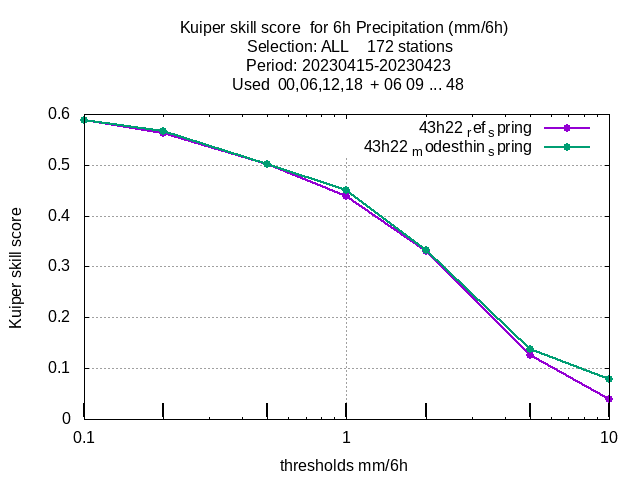 Kuiper skill score  for 6h Precipitation (mm/6h)
Selection: ALL    172 stations
Period: 20230415-20230423
Used  00,06,12,18  + 06 09 ... 48
43h22 ref spring
43h22 modesthin spring
0.6
0.5
0.4
0.3
0.2
0.1
0
Kuiper skill score
0.1 1 10
thresholds mm/6h